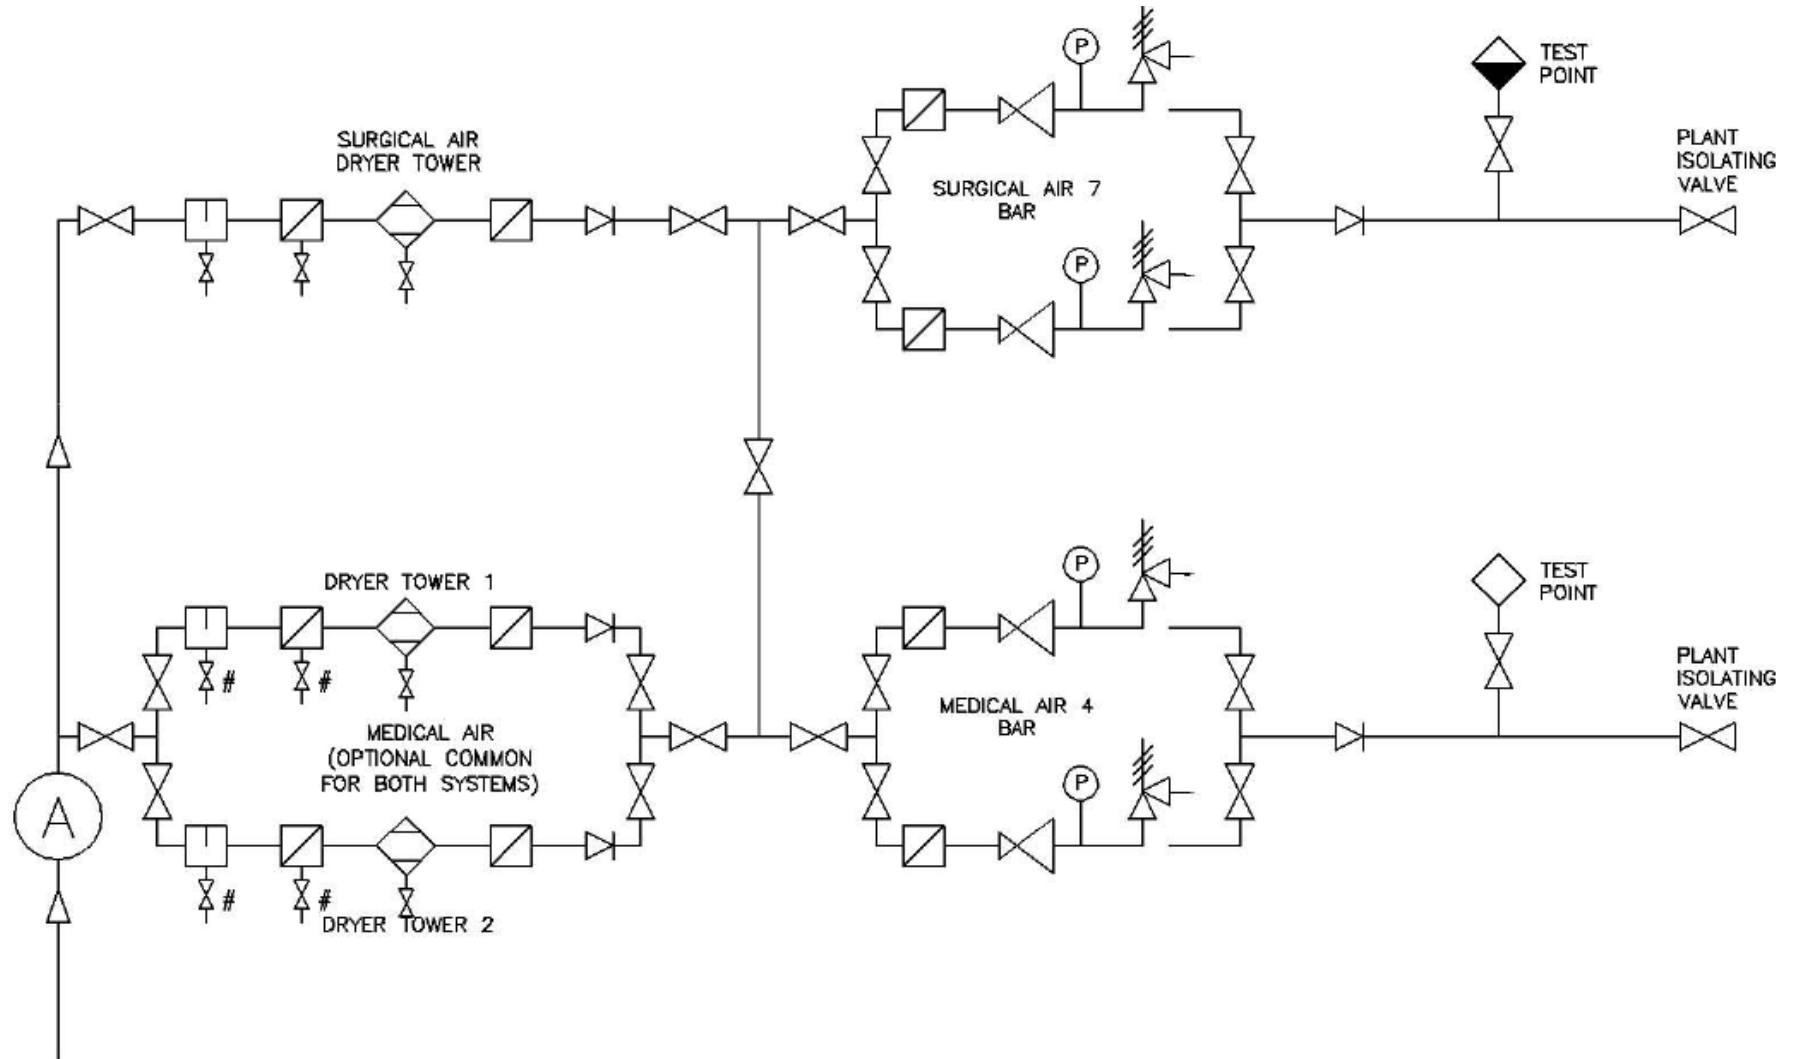 P
TEST
POINT
SURGICAL AIR
DRYER TOWER
PLANT
ISOLATING
VALVE
SURGICAL AIR 7
BAR
P
P
TEST
POINT
DRYER TOWER 1
PLANT
ISOLATING
VALVE
# #
MEDICAL AIR
(OPTIONAL COMMON
FOR BOTH SYSTEMS)
MEDICAL AIR 4
BAR
P
A
# #
DRYER TOWER 2